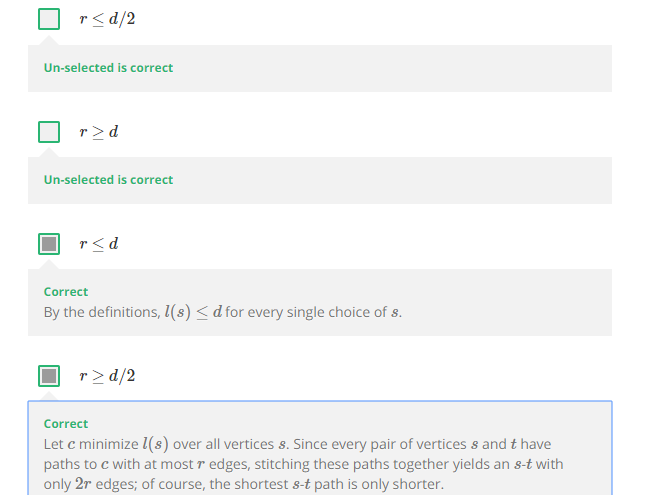 r ≤ d/2
Un-selected is correct
r ≥ d
Un-selected is correct
r ≤ d
Correct
By the definitions, l(s) ≤ d for every single choice of s.
r ≥ d/2
Correct
Let c minimize l(s) over all vertices s. Since every pair of vertices s and t have
paths to c with at most r edges, stitching these paths together yields an s-t with
only 2r edges; of course, the shortest s-t path is only shorter.